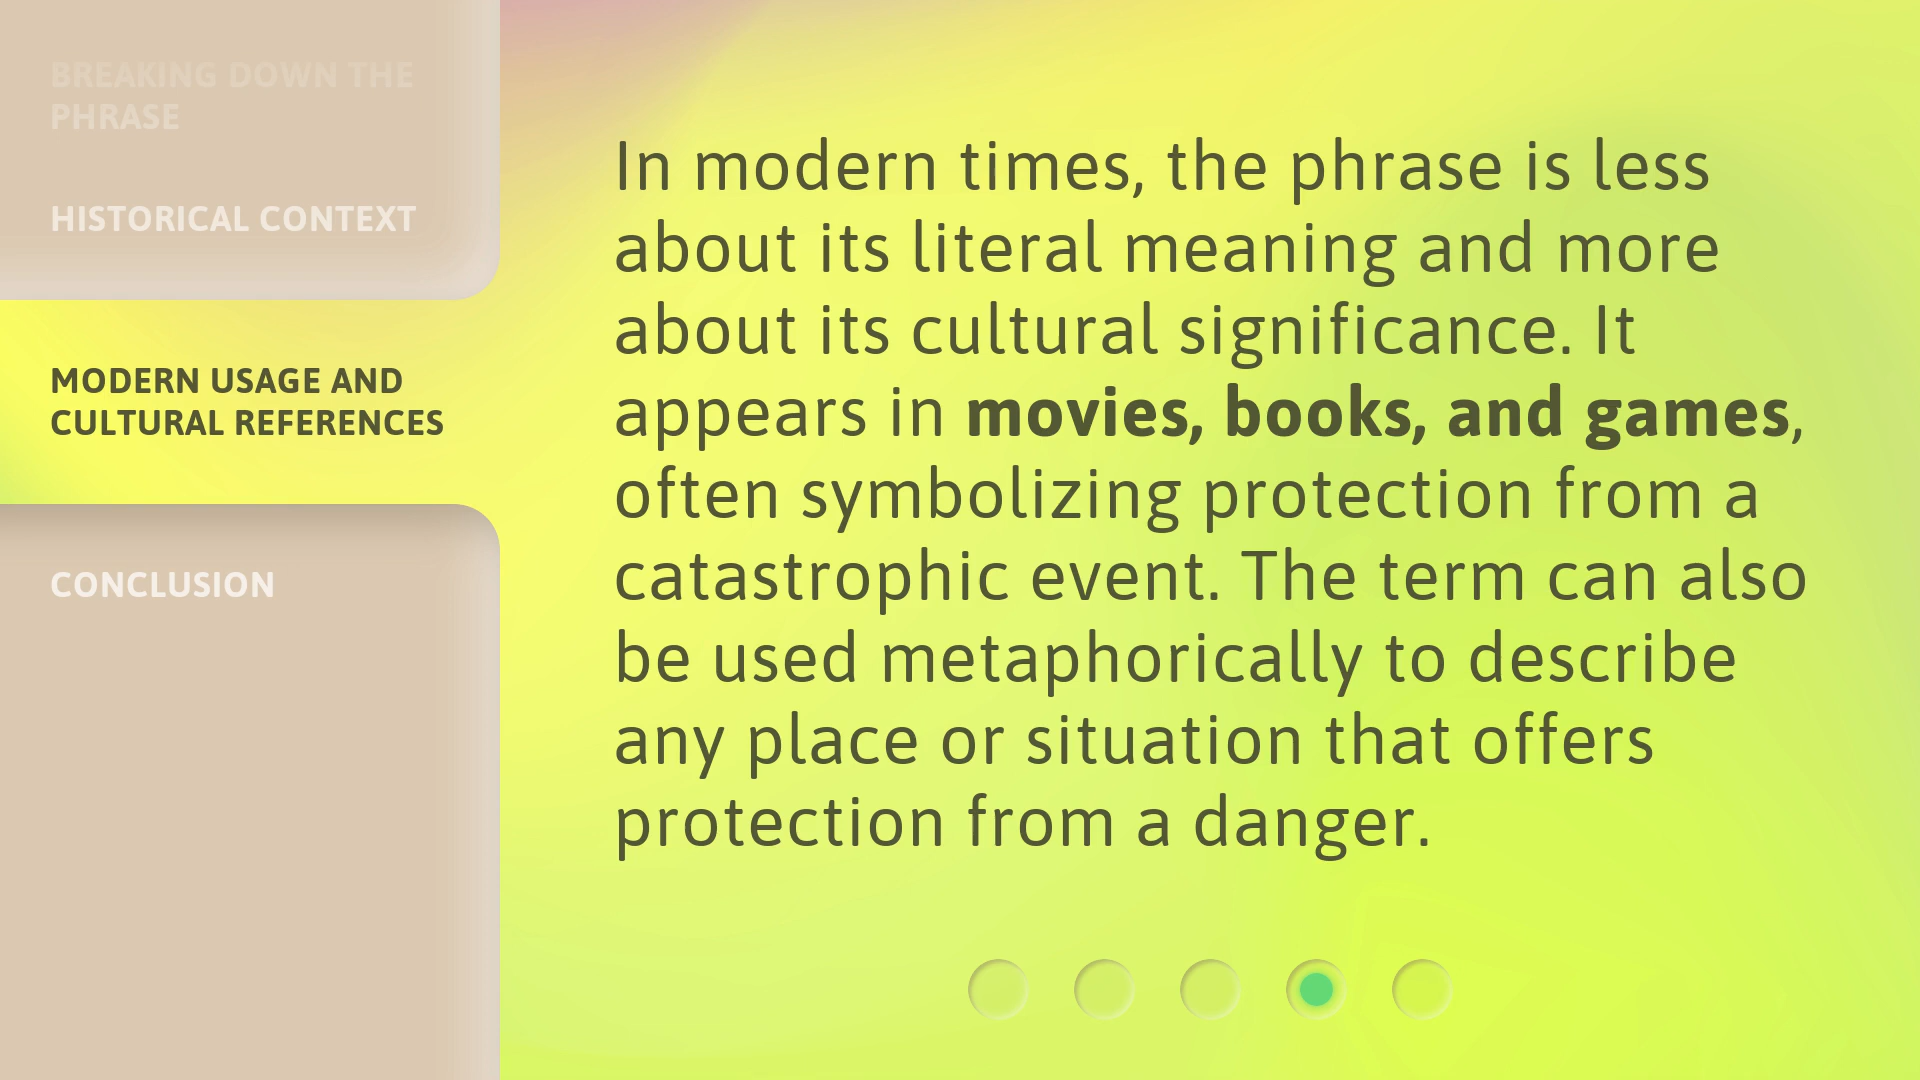 BREAKING DOWN THE
PHRASE
HISTORICAL CONTEXT
MODERN USAGE AND
CULTURAL REFERENCES
CONCLUSION
In modern times, the phrase is less
about its literal meaning and more
about its cultural significance. It
appears in movies, books, and games,
often symbolizing protection from a
catastrophic event. The term can also
be used metaphorically to describe
any place or situation that offers
protection from a danger.